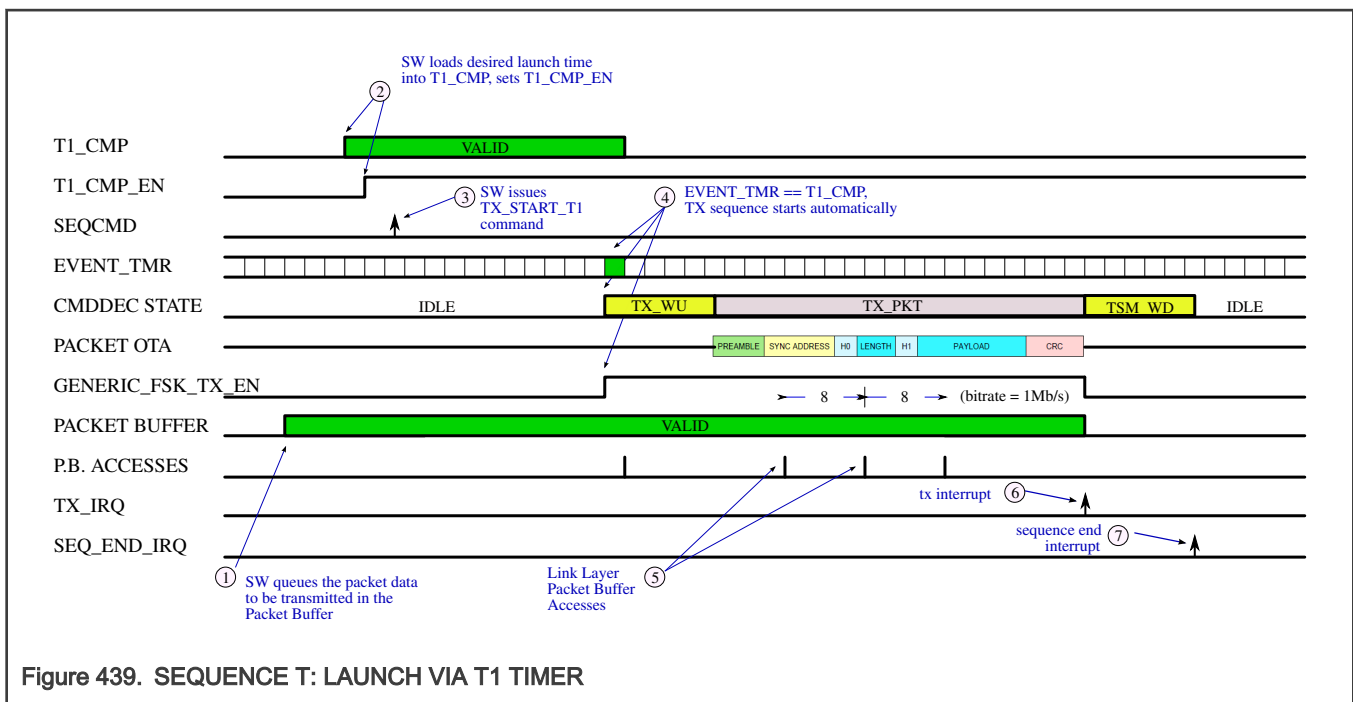 SW loads desired launch time
into T1_CMP, sets T1_CMP_EN
2
T1_CMP
VALID
T1_CMP_EN
3
SW issues
TX_START_T1
command
4
EVENT_TMR == T1_CMP,
TX sequence starts automatically
SEQCMD
EVENT_TMR
CMDDEC STATE
IDLE
TX_WU
TX_PKT
TSM_WD
IDLE
PACKET OTA
PREAMBLE
SYNC ADDRESS
H0
LENGTH
H1
PAYLOAD
CRC
GENERIC_FSK_TX_EN
8
8
(bitrate = 1Mb/s)
PACKET BUFFER
VALID
P.B. ACCESSES
tx interrupt
6
TX_IRQ
sequence end
interrupt
7
SEQ_END_IRQ
1
SW queues the packet data
to be transmitted in the
Packet Buffer
Link Layer
Packet Buffer
Accesses
5
Figure 439. SEQUENCE T: LAUNCH VIA T1 TIMER